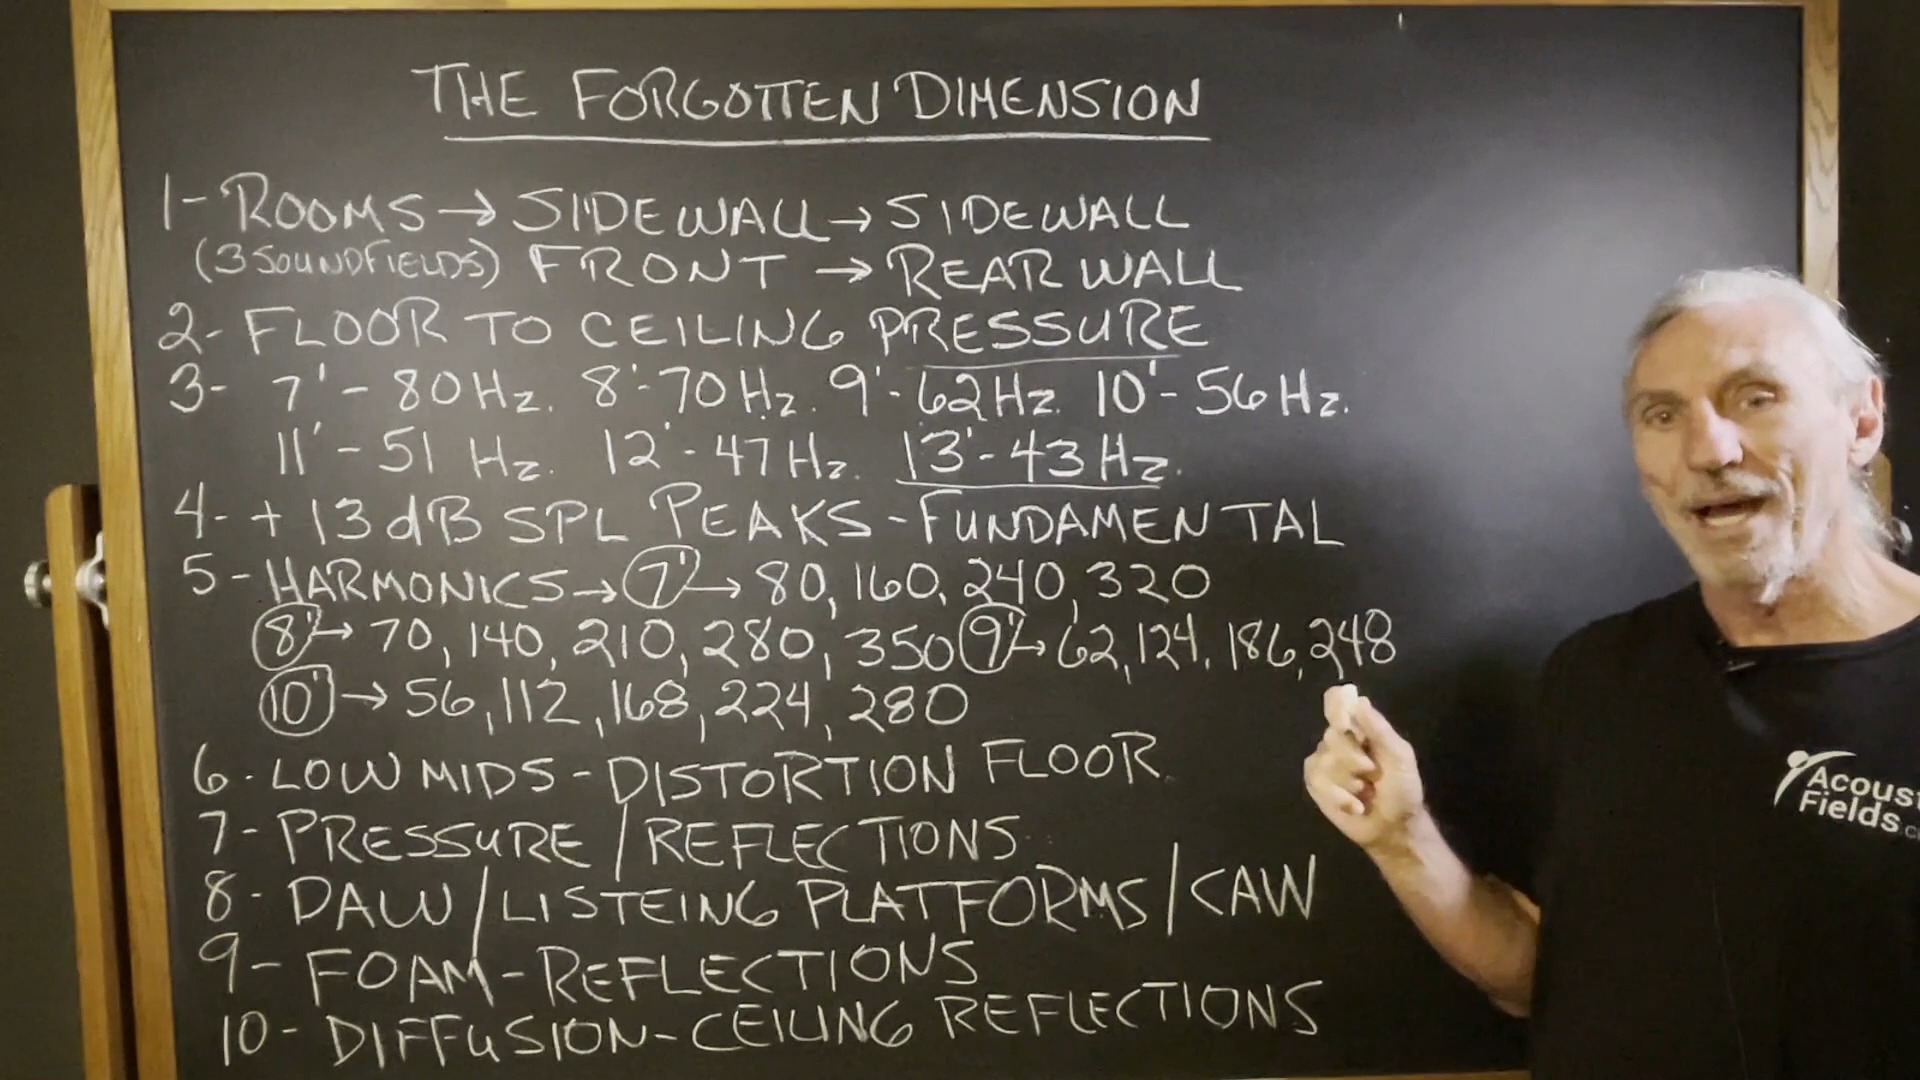 THE FORGOTTEN DIMENSION
1- ROOMS → SIDEWALL → SIDEWALL
(3 SOUNDFIELDS) FRONT → REAR WALL
2- FLOOR TO CEILING PRESSURE
3- 7' - 80 Hz. 8' - 70 Hz. 9' - 62 Hz. 10' - 56 Hz.
11' - 51 Hz. 12' - 47 Hz. 13' - 43 Hz.
4- + 13 dB SPL PEAKS - FUNDAMENTAL
5- HARMONICS → 7' → 80, 160, 240, 320
8' → 70, 140, 210, 280, 350 9' → 62, 124, 186, 248
10' → 56, 112, 168, 224, 280
6- LOW MIDS - DISTORTION FLOOR
7- PRESSURE / REFLECTIONS
8- DAW / LISTEING PLATFORMS / CAW
9- FOAM - REFLECTIONS
10- DIFFUSION - CEILING REFLECTIONS
Fields